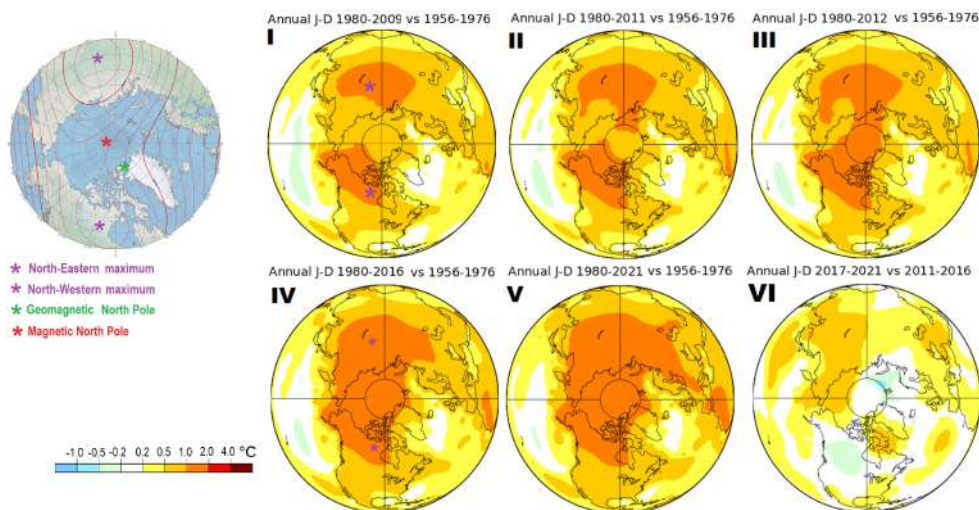 Annual J-D 1980-2009 vs 1956-1976
I
Annual J-D 1980-2011 vs 1956-1976
II
Annual J-D 1980-2012 vs 1956-1976
III
* North-Eastern maximum
* North-Western maximum
* Geomagnetic North Pole
* Magnetic North Pole
Annual J-D 1980-2016 vs 1956-1976
IV
Annual J-D 1980-2021 vs 1956-1976
V
Annual J-D 2017-2021 vs 2011-2016
VI
-1.0 -0.5 -0.2 0.2 0.5 1.0 2.0 4.0 °C